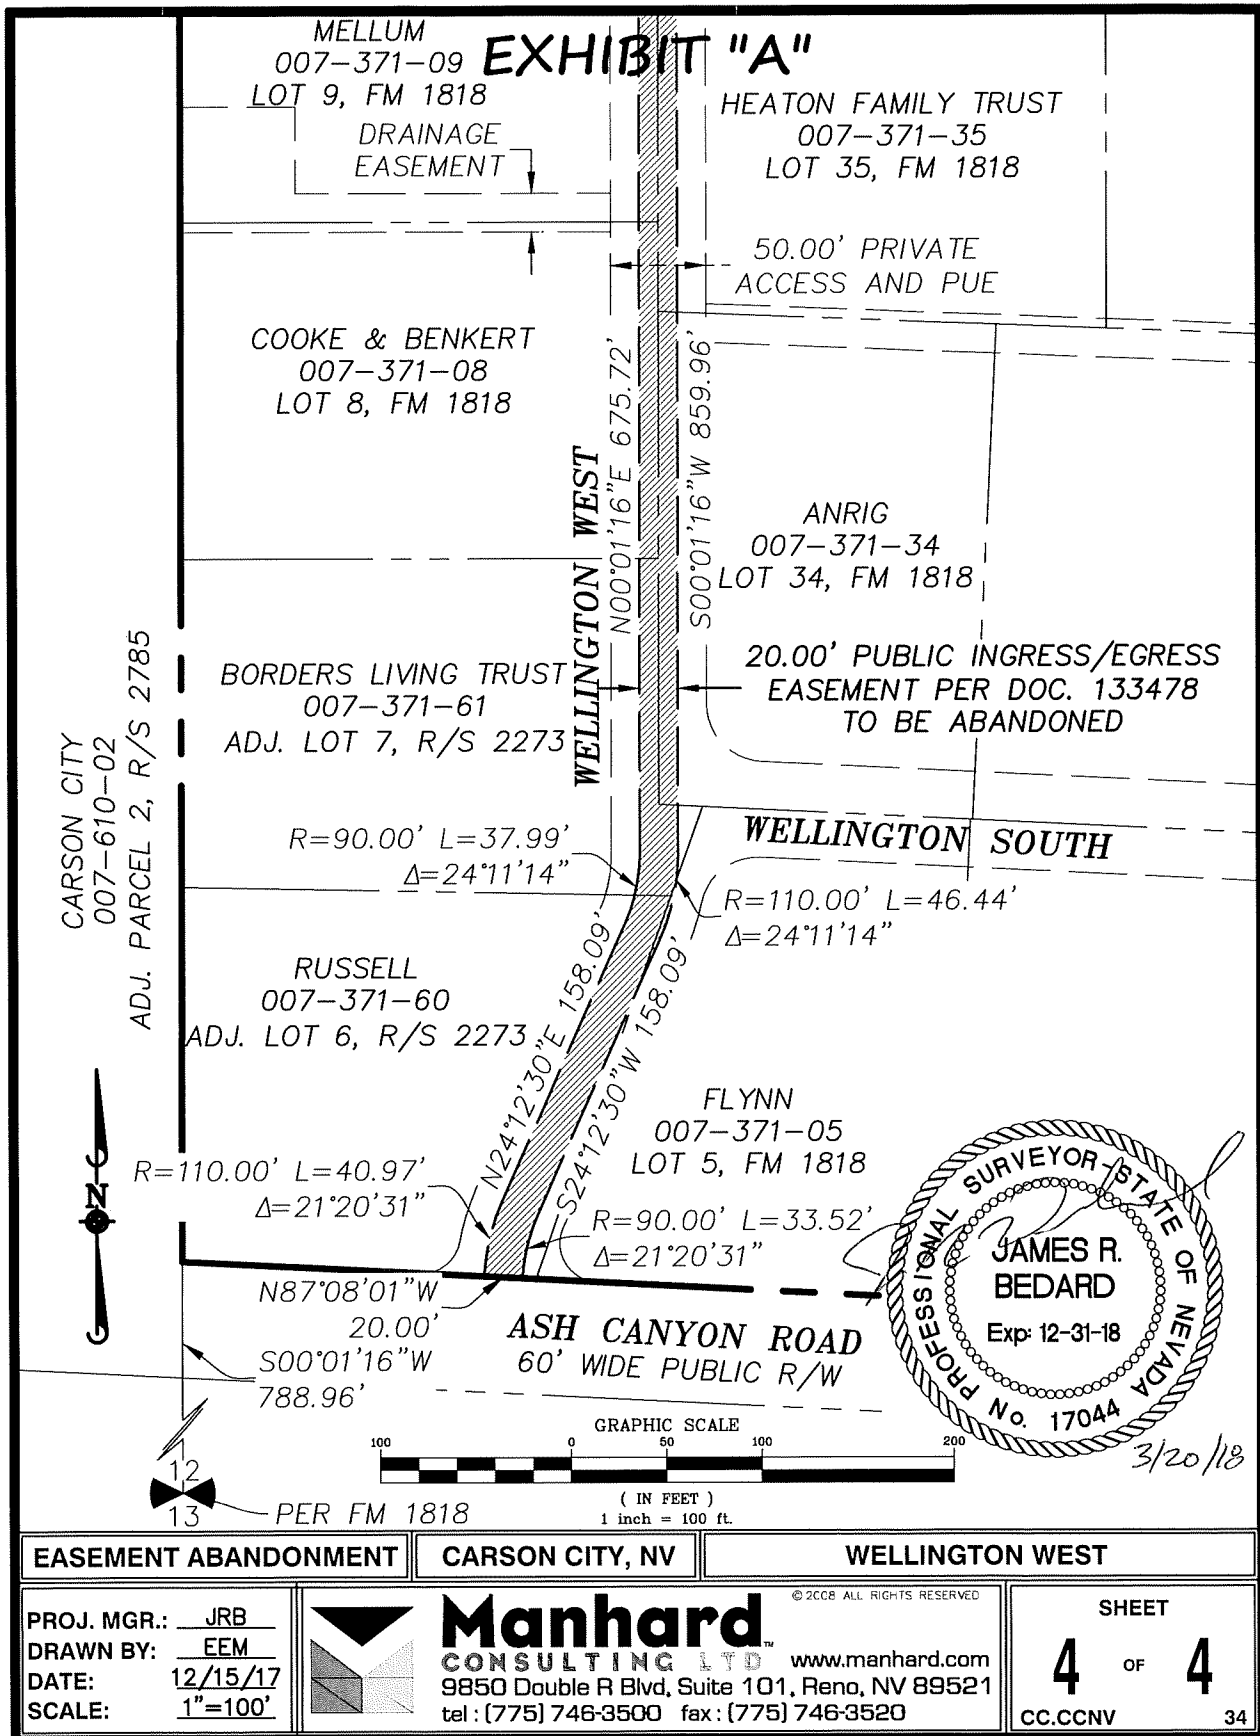 EXHIBIT "A"
MELLUM
007-371-09
LOT 9, FM 1818
DRAINAGE
EASEMENT
HEATON FAMILY TRUST
007-371-35
LOT 35, FM 1818
50.00' PRIVATE
ACCESS AND PUE
COOKE & BENKERT
007-371-08
LOT 8, FM 1818
WELLINGTON WEST
N00°01'16"E 675.72'
S00°01'16"W 859.96'
ANRIG
007-371-34
LOT 34, FM 1818
20.00' PUBLIC INGRESS/EGRESS
EASEMENT PER DOC. 133478
TO BE ABANDONED
BORDERS LIVING TRUST
007-371-61
ADJ. LOT 7, R/S 2273
CARSON CITY
007-610-02
ADJ. PARCEL 2, R/S 2785
R=90.00' L=37.99'
Δ=24°11'14"
WELLINGTON SOUTH
R=110.00' L=46.44'
Δ=24°11'14"
RUSSELL
007-371-60
ADJ. LOT 6, R/S 2273
N24°12'30"E 158.09'
S24°12'30"W 158.09'
FLYNN
007-371-05
LOT 5, FM 1818
R=110.00' L=40.97'
Δ=21°20'31"
R=90.00' L=33.52'
Δ=21°20'31"
N
N87°08'01"W
20.00'
S00°01'16"W
788.96'
ASH CANYON ROAD
60' WIDE PUBLIC R/W
PROFESSIONAL SURVEYOR-STATE OF NEVADA
JAMES R.
BEDARD
Exp: 12-31-18
No. 17044
3/20/18
GRAPHIC SCALE
100 0 50 100 200
( IN FEET )
1 inch = 100 ft.
12
13
PER FM 1818
EASEMENT ABANDONMENT
CARSON CITY, NV
WELLINGTON WEST
PROJ. MGR.: JRB
DRAWN BY: EEM
DATE: 12/15/17
SCALE: 1"=100'
© 2008 ALL RIGHTS RESERVED
Manhard™
CONSULTING LTD www.manhard.com
9850 Double R Blvd, Suite 101, Reno, NV 89521
tel: (775) 746-3500 fax: (775) 746-3520
SHEET
4 OF 4
CC.CCNV 34